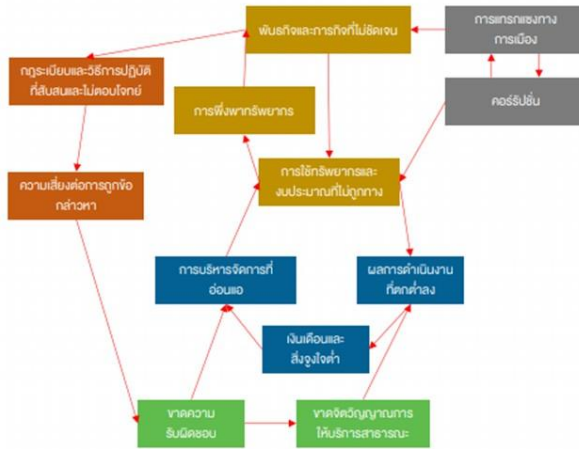 พันธกิจและภารกิจที่ไม่ชัดเจน
การแทรกแซงทาง
การเมือง
กฎระเบียบและวิธีการปฏิบัติ
ที่สับสนและไม่ตอบโจทย์
คอร์รัปชั่น
การพึ่งพาทรัพยากร
ความเสี่ยงต่อการถูกข้อ
กล่าวหา
การใช้ทรัพยากรและ
งบประมาณที่ไม่ถูกทาง
การบริหารจัดการที่
อ่อนแอ
ผลการดำเนินงาน
ที่ตกต่ำลง
เงินเดือนและ
สิ่งจูงใจต่ำ
ขาดความ
รับผิดชอบ
ขาดจิตวิญญาณการ
ให้บริการสาธารณะ